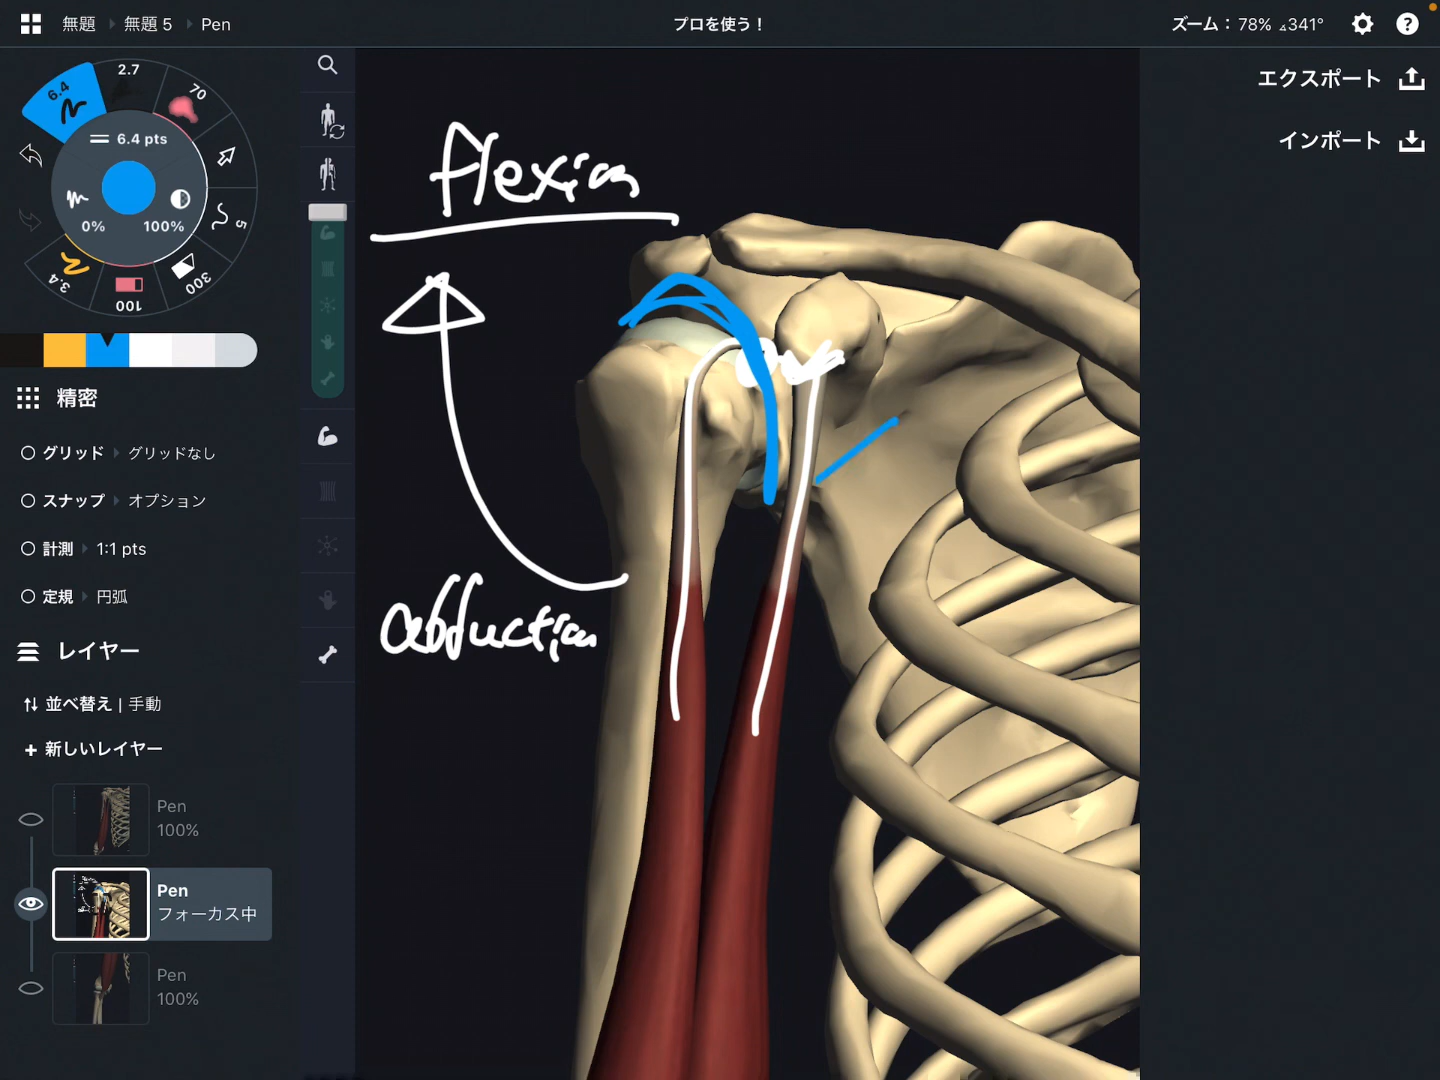 無題 無題 5 Pen
プロを使う！
ズーム： 78% ⊿341°
エクスポート
インポート
2.7
6.4
70
6.4 pts
0% 100%
5
300
100
3.4
flexion
abduction
精密
グリッド グリッドなし
スナップ オプション
計測 1:1 pts
定規 円弧
レイヤー
並べ替え | 手動
+ 新しいレイヤー
Pen
100%
Pen
フォーカス中
Pen
100%